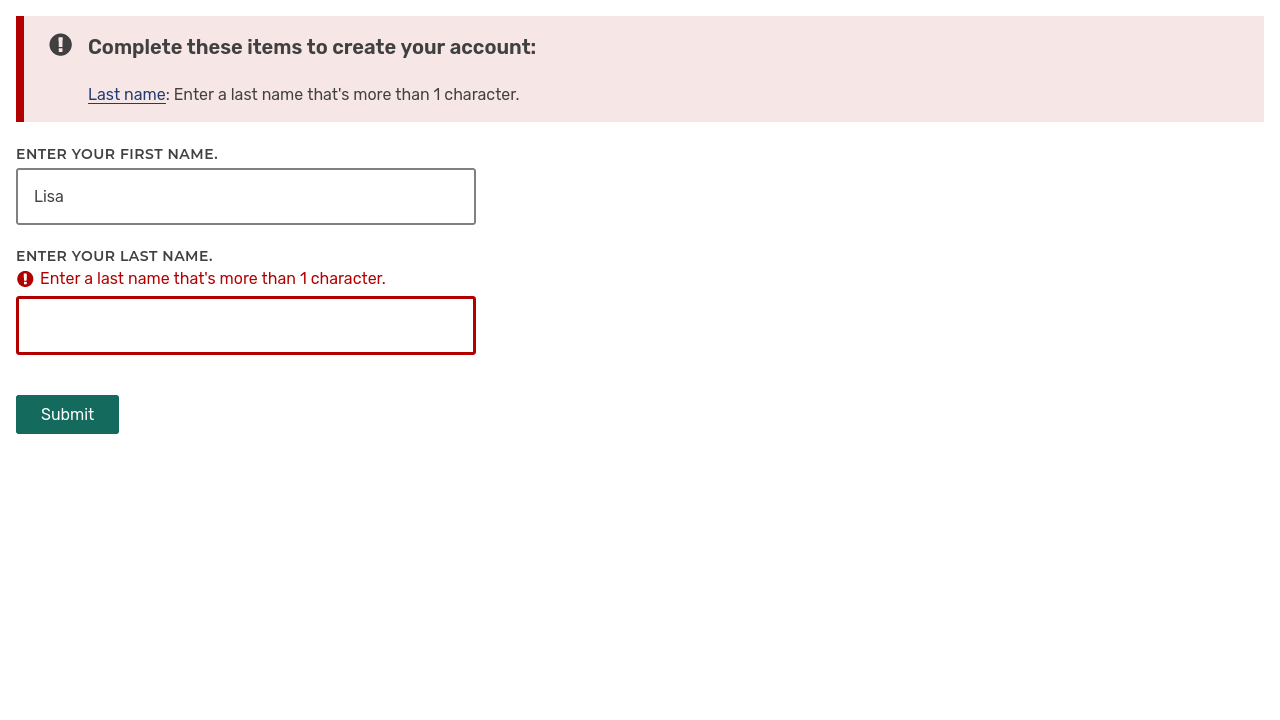 Complete these items to create your account:
Last name: Enter a last name that's more than 1 character.
ENTER YOUR FIRST NAME.
Lisa
ENTER YOUR LAST NAME.
Enter a last name that's more than 1 character.
Submit